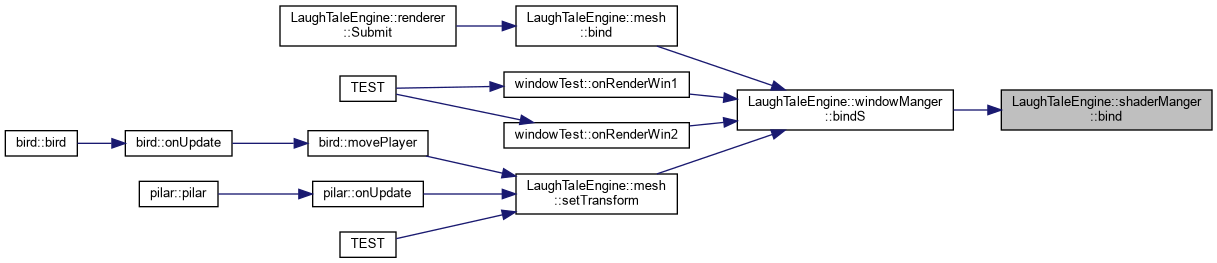 LaughTaleEngine::renderer
::Submit
LaughTaleEngine::mesh
::bind
TEST
windowTest::onRenderWin1
LaughTaleEngine::windowManger
::bindS
LaughTaleEngine::shaderManger
::bind
windowTest::onRenderWin2
bird::bird
bird::onUpdate
bird::movePlayer
pilar::pilar
pilar::onUpdate
LaughTaleEngine::mesh
::setTransform
TEST